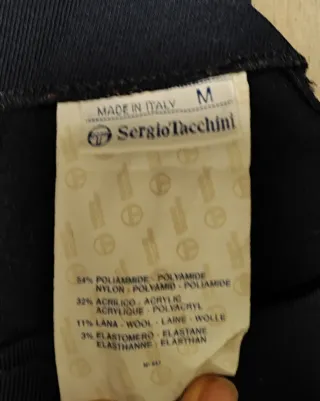 MADE IN ITALY M
SergioTacchini
54% POLIAMMIDE - POLYAMIDE
NYLON - POLYAMID - POLIAMIDE
32% ACRILICO - ACRYLIC
ACRYLIQUE - POLYACRYL
11% LANA - WOOL - LAINE - WOLLE
3% ELASTOMERO - ELASTANE
ELASTHANNE - ELASTHAN